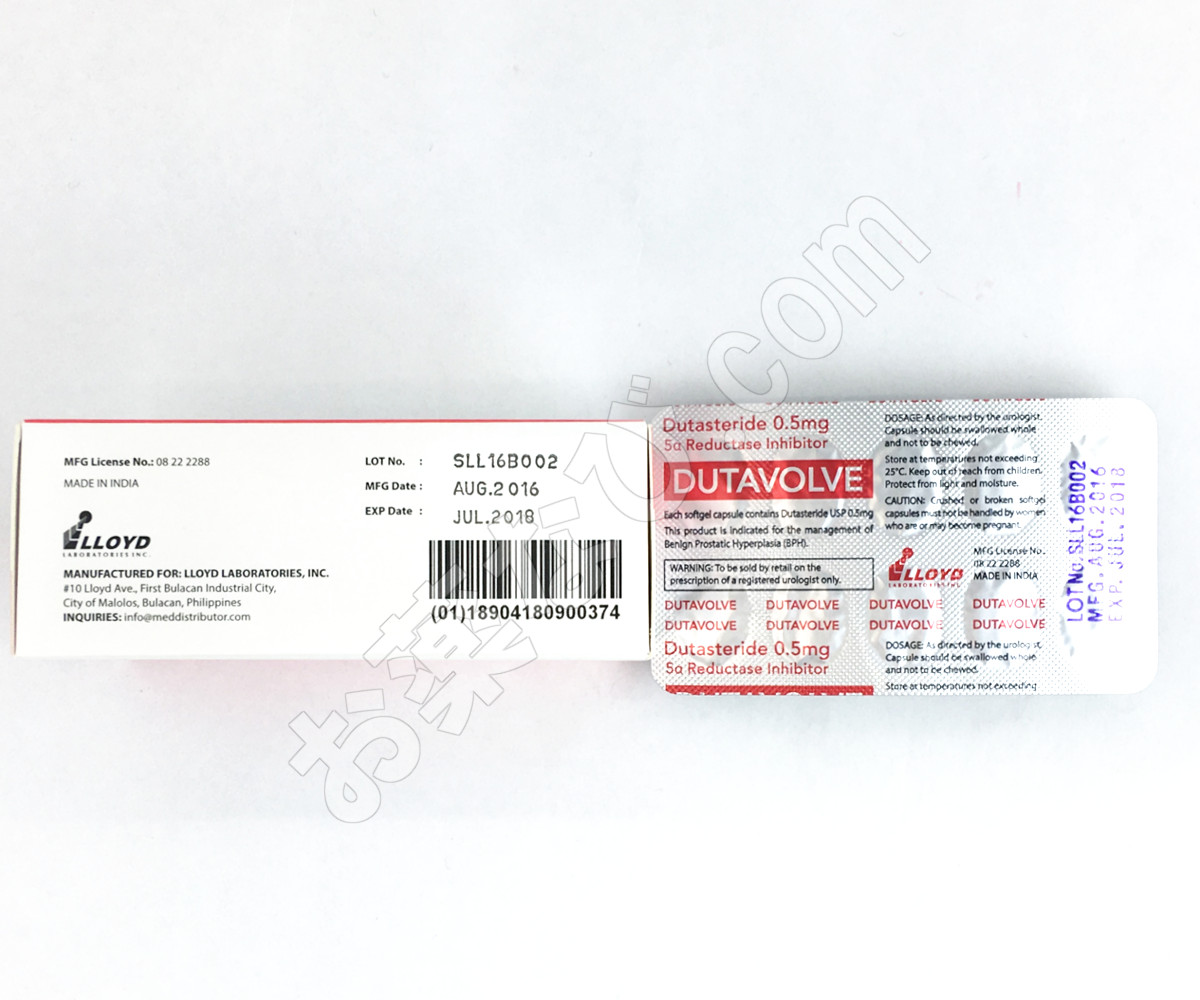 MFG License No.: 08 22 2288
MADE IN INDIA
LLOYD
LABORATORIES INC.
MANUFACTURED FOR: LLOYD LABORATORIES, INC.
#10 Lloyd Ave., First Bulacan Industrial City,
City of Malolos, Bulacan, Philippines
INQUIRIES: info@meddistributor.com
LOT No. : SLL16B002
MFG Date : AUG.2016
EXP Date : JUL.2018
(01)18904180900374
Dutasteride 0.5mg
5α Reductase Inhibitor
DUTAVOLVE
Each softgel capsule contains Dutasteride USP 0.5mg
This product is indicated for the management of
Benign Prostatic Hyperplasia (BPH).
WARNING: To be sold by retail on the
prescription of a registered urologist only.
DOSAGE: As directed by the urologist.
Capsule should be swallowed whole
and not to be chewed.
Store at temperatures not exceeding
25°C. Keep out of reach from children.
Protect from light and moisture.
CAUTION: Crushed or broken softgel
capsules must not be handled by women
who are or may become pregnant.
LLOYD
LABORATORIES INC.
MFG License No.
08 22 2288
MADE IN INDIA
DUTAVOLVE DUTAVOLVE DUTAVOLVE DUTAVOLVE
DUTAVOLVE DUTAVOLVE DUTAVOLVE DUTAVOLVE
Dutasteride 0.5mg
5α Reductase Inhibitor
DOSAGE: As directed by the urologist.
Capsule should be swallowed whole
and not to be chewed.
Store at temperatures not exceeding
LOT No. SLL16B002
MFG. AUG.2016
EXP. JUL.2018
お薬なび.com